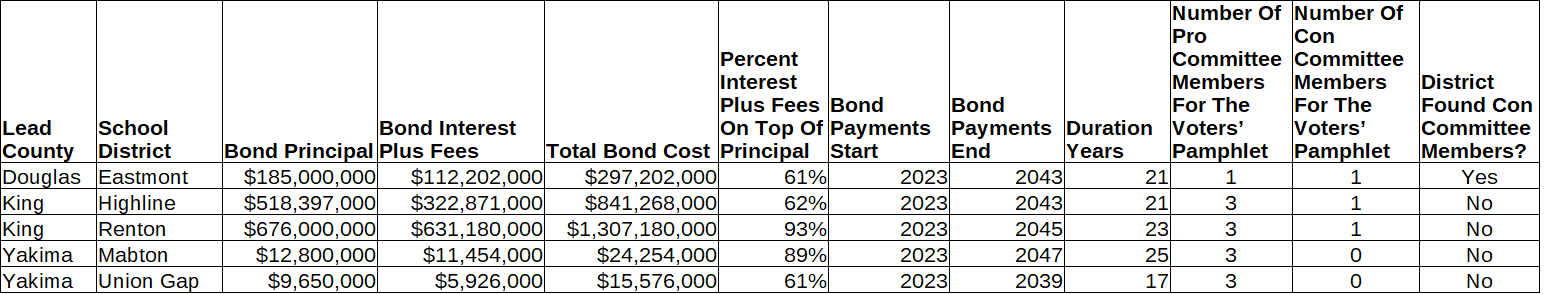 Lead County | School District | Bond Principal | Bond Interest Plus Fees | Total Bond Cost | Percent Interest Plus Fees On Top Of Principal | Bond Payments Start | Bond Payments End | Duration Years | Number Of Pro Committee Members For The Voters’ Pamphlet | Number Of Con Committee Members For The Voters’ Pamphlet | District Found Con Committee Members?
Douglas | Eastmont | $185,000,000 | $112,202,000 | $297,202,000 | 61% | 2023 | 2043 | 21 | 1 | 1 | Yes
King | Highline | $518,397,000 | $322,871,000 | $841,268,000 | 62% | 2023 | 2043 | 21 | 3 | 1 | No
King | Renton | $676,000,000 | $631,180,000 | $1,307,180,000 | 93% | 2023 | 2045 | 23 | 3 | 1 | No
Yakima | Mabton | $12,800,000 | $11,454,000 | $24,254,000 | 89% | 2023 | 2047 | 25 | 3 | 0 | No
Yakima | Union Gap | $9,650,000 | $5,926,000 | $15,576,000 | 61% | 2023 | 2039 | 17 | 3 | 0 | No